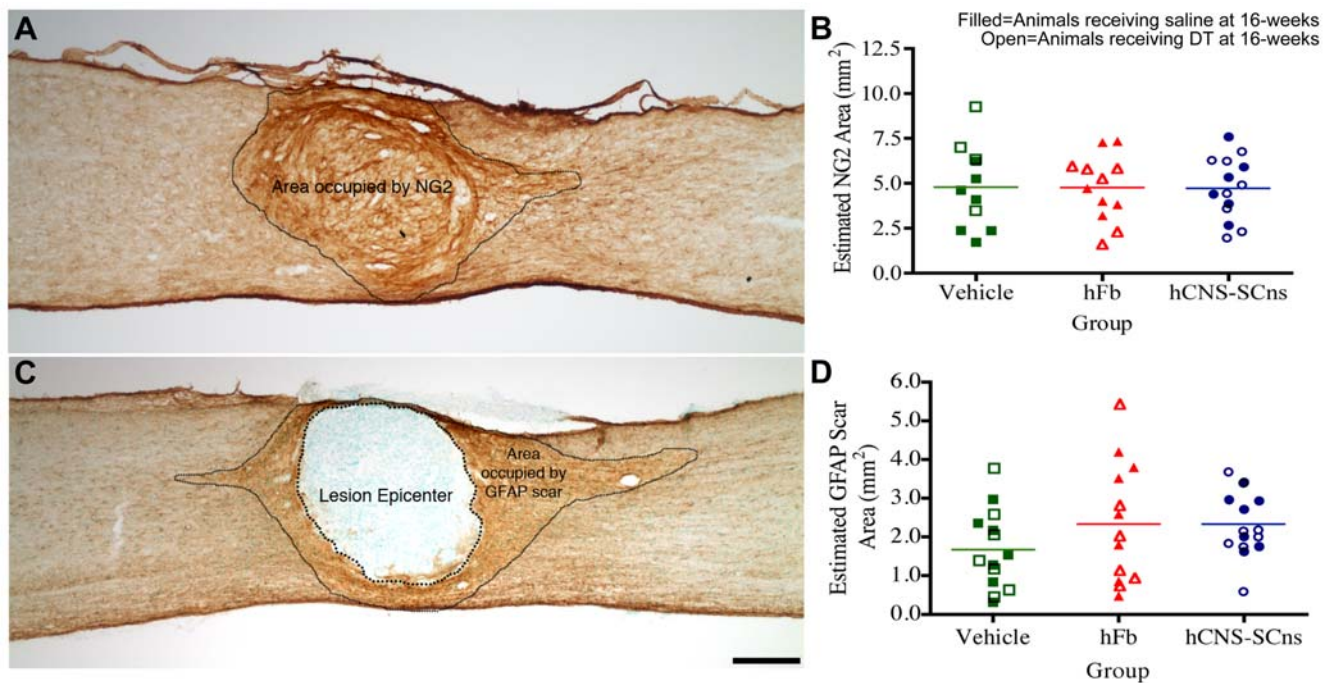 A
Area occupied by NG2
B
Filled=Animals receiving saline at 16-weeks
Open=Animals receiving DT at 16-weeks
Estimated NG2 Area (mm²)
12.5
10.0
7.5
5.0
2.5
0.0
Vehicle hFb hCNS-SCns
Group
C
Lesion Epicenter
Area
occupied by
GFAP scar
D
Estimated GFAP Scar
Area (mm²)
6.0
5.0
4.0
3.0
2.0
1.0
0.0
Vehicle hFb hCNS-SCns
Group